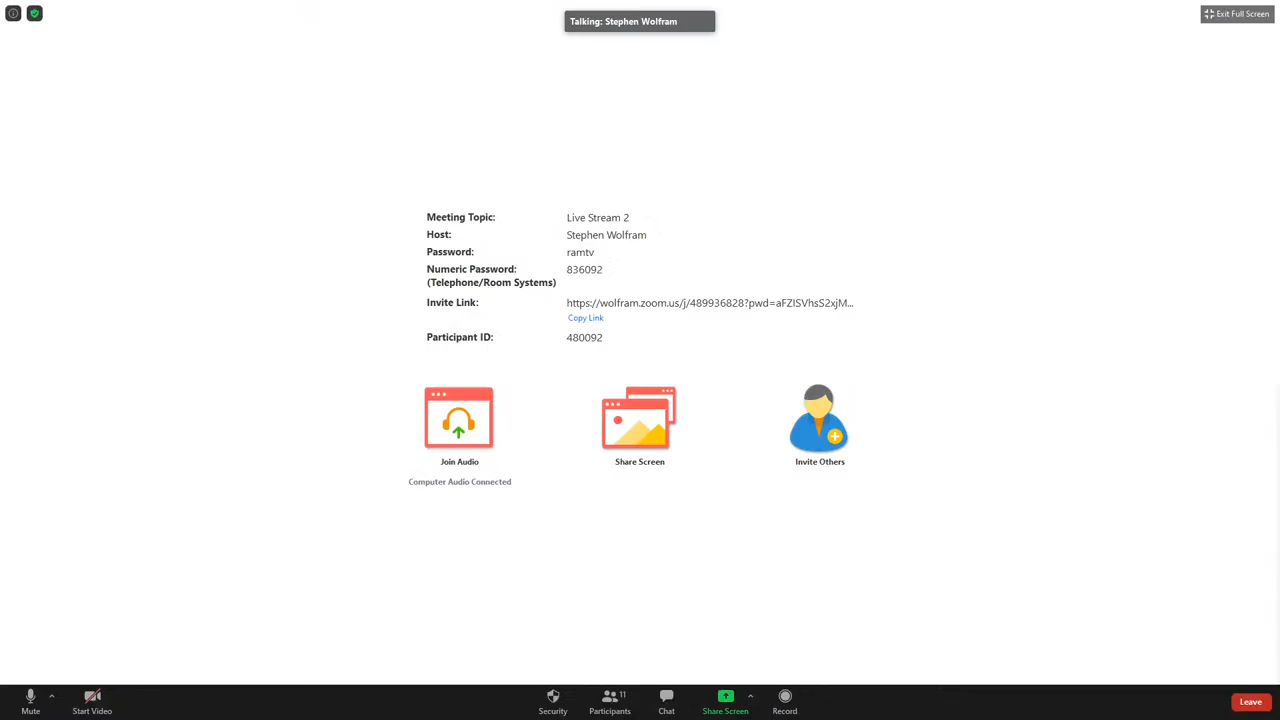 Talking: Stephen Wolfram
Exit Full Screen
Meeting Topic: Live Stream 2
Host: Stephen Wolfram
Password: ramtv
Numeric Password: 836092
(Telephone/Room Systems)
Invite Link: https://wolfram.zoom.us/j/489936828?pwd=aFZISVhsS2xjM...
Copy Link
Participant ID: 480092
Join Audio Share Screen Invite Others
Computer Audio Connected
11
Mute Start Video Security Participants Chat Share Screen Record Leave